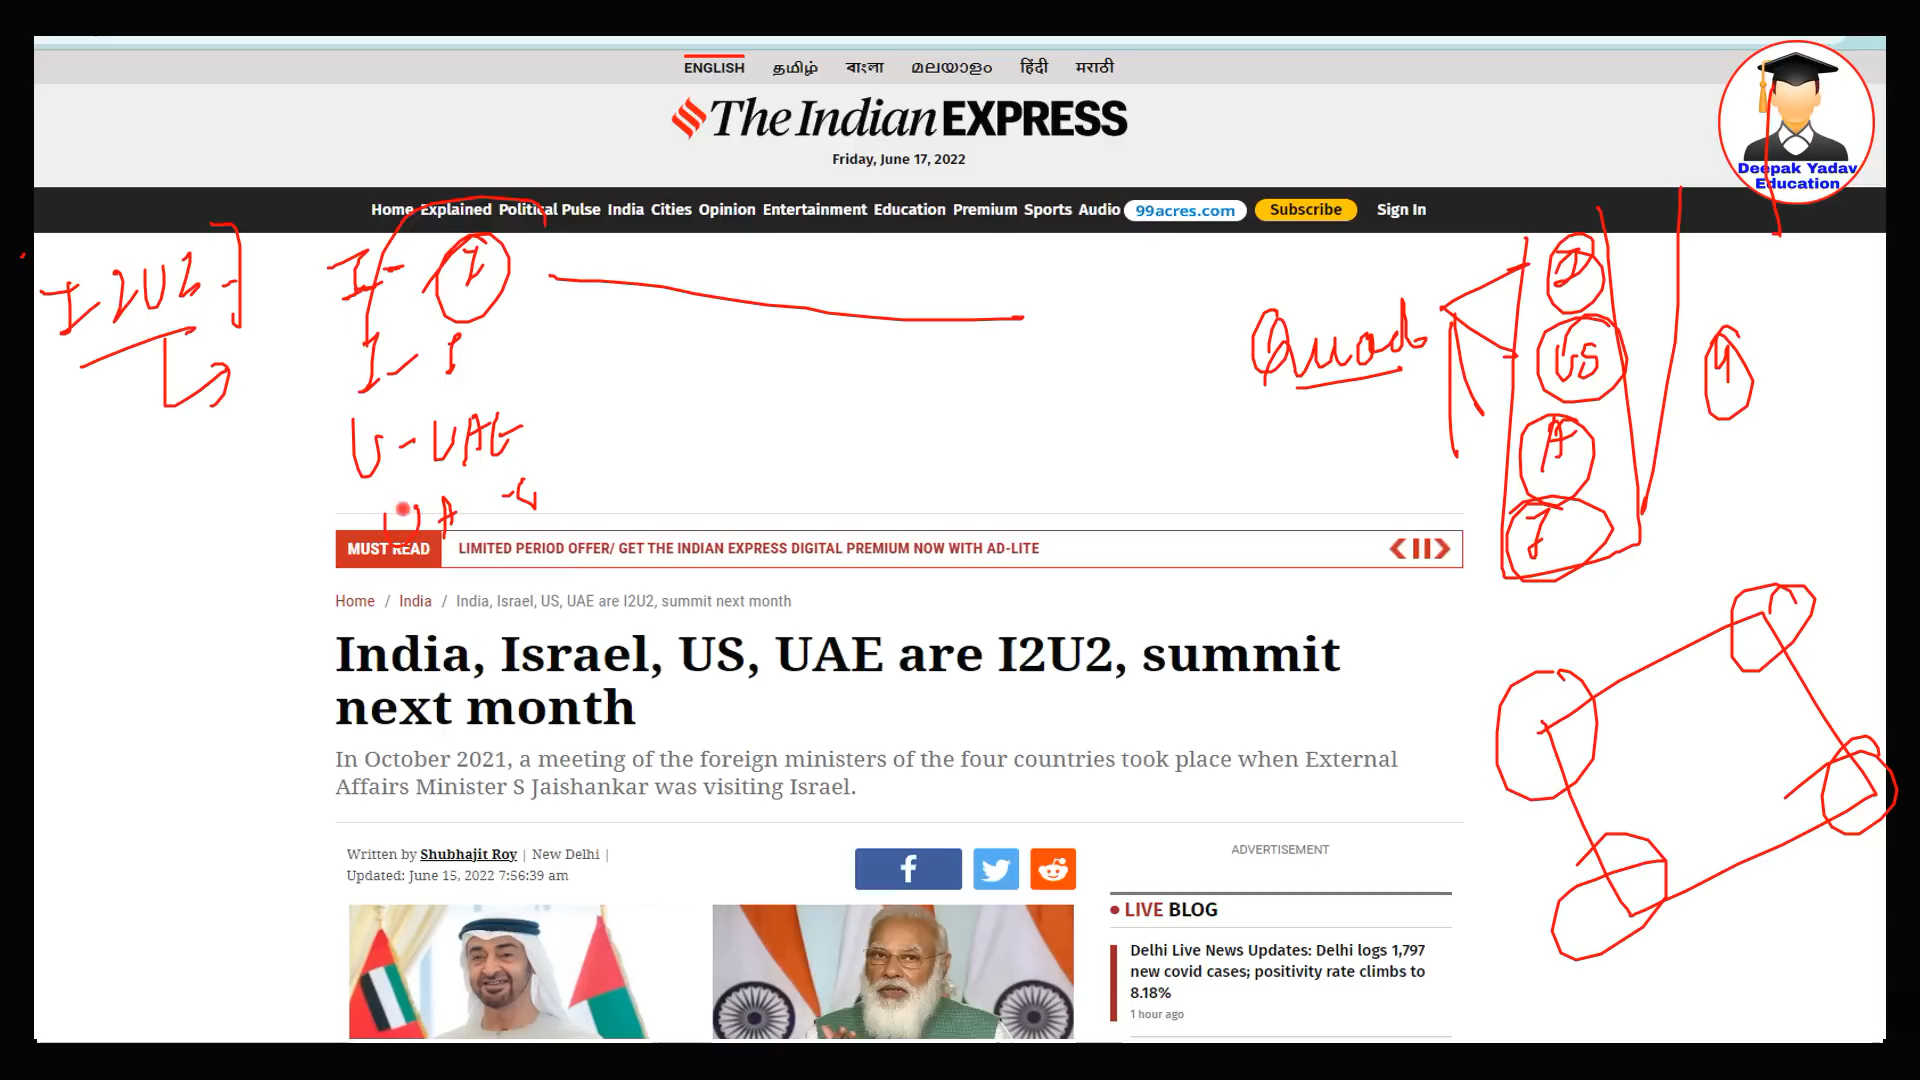 ENGLISH தமிழ் বাংলা മലയാളം हिंदी मराठी
The Indian EXPRESS
Friday, June 17, 2022
Deepak Yadav
Education
Home Explained Political Pulse India Cities Opinion Entertainment Education Premium Sports Audio 99acres.com Subscribe Sign In
I2U2
I - I
I - I
U - UAE
Quad
I
US
A
J
4
MUST READ LIMITED PERIOD OFFER/ GET THE INDIAN EXPRESS DIGITAL PREMIUM NOW WITH AD-LITE
Home / India / India, Israel, US, UAE are I2U2, summit next month
India, Israel, US, UAE are I2U2, summit
next month
In October 2021, a meeting of the foreign ministers of the four countries took place when External
Affairs Minister S Jaishankar was visiting Israel.
Written by Shubhajit Roy | New Delhi |
Updated: June 15, 2022 7:56:39 am
ADVERTISEMENT
LIVE BLOG
Delhi Live News Updates: Delhi logs 1,797
new covid cases; positivity rate climbs to
8.18%
1 hour ago